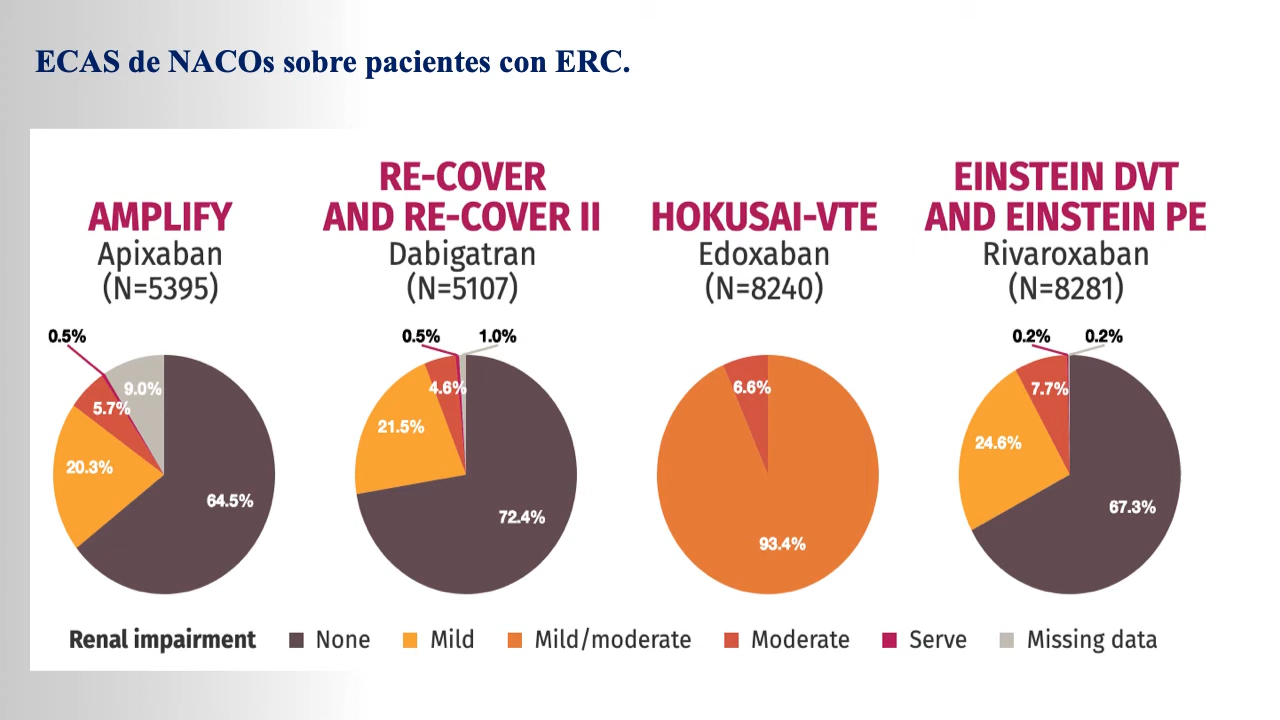 ECAS de NACOs sobre pacientes con ERC.
AMPLIFY
Apixaban
(N=5395)
0.5%
9.0%
5.7%
20.3%
64.5%
RE-COVER
AND RE-COVER II
Dabigatran
(N=5107)
0.5%
1.0%
4.6%
21.5%
72.4%
HOKUSAI-VTE
Edoxaban
(N=8240)
6.6%
93.4%
EINSTEIN DVT
AND EINSTEIN PE
Rivaroxaban
(N=8281)
0.2%
0.2%
7.7%
24.6%
67.3%
Renal impairment None Mild Mild/moderate Moderate Serve Missing data